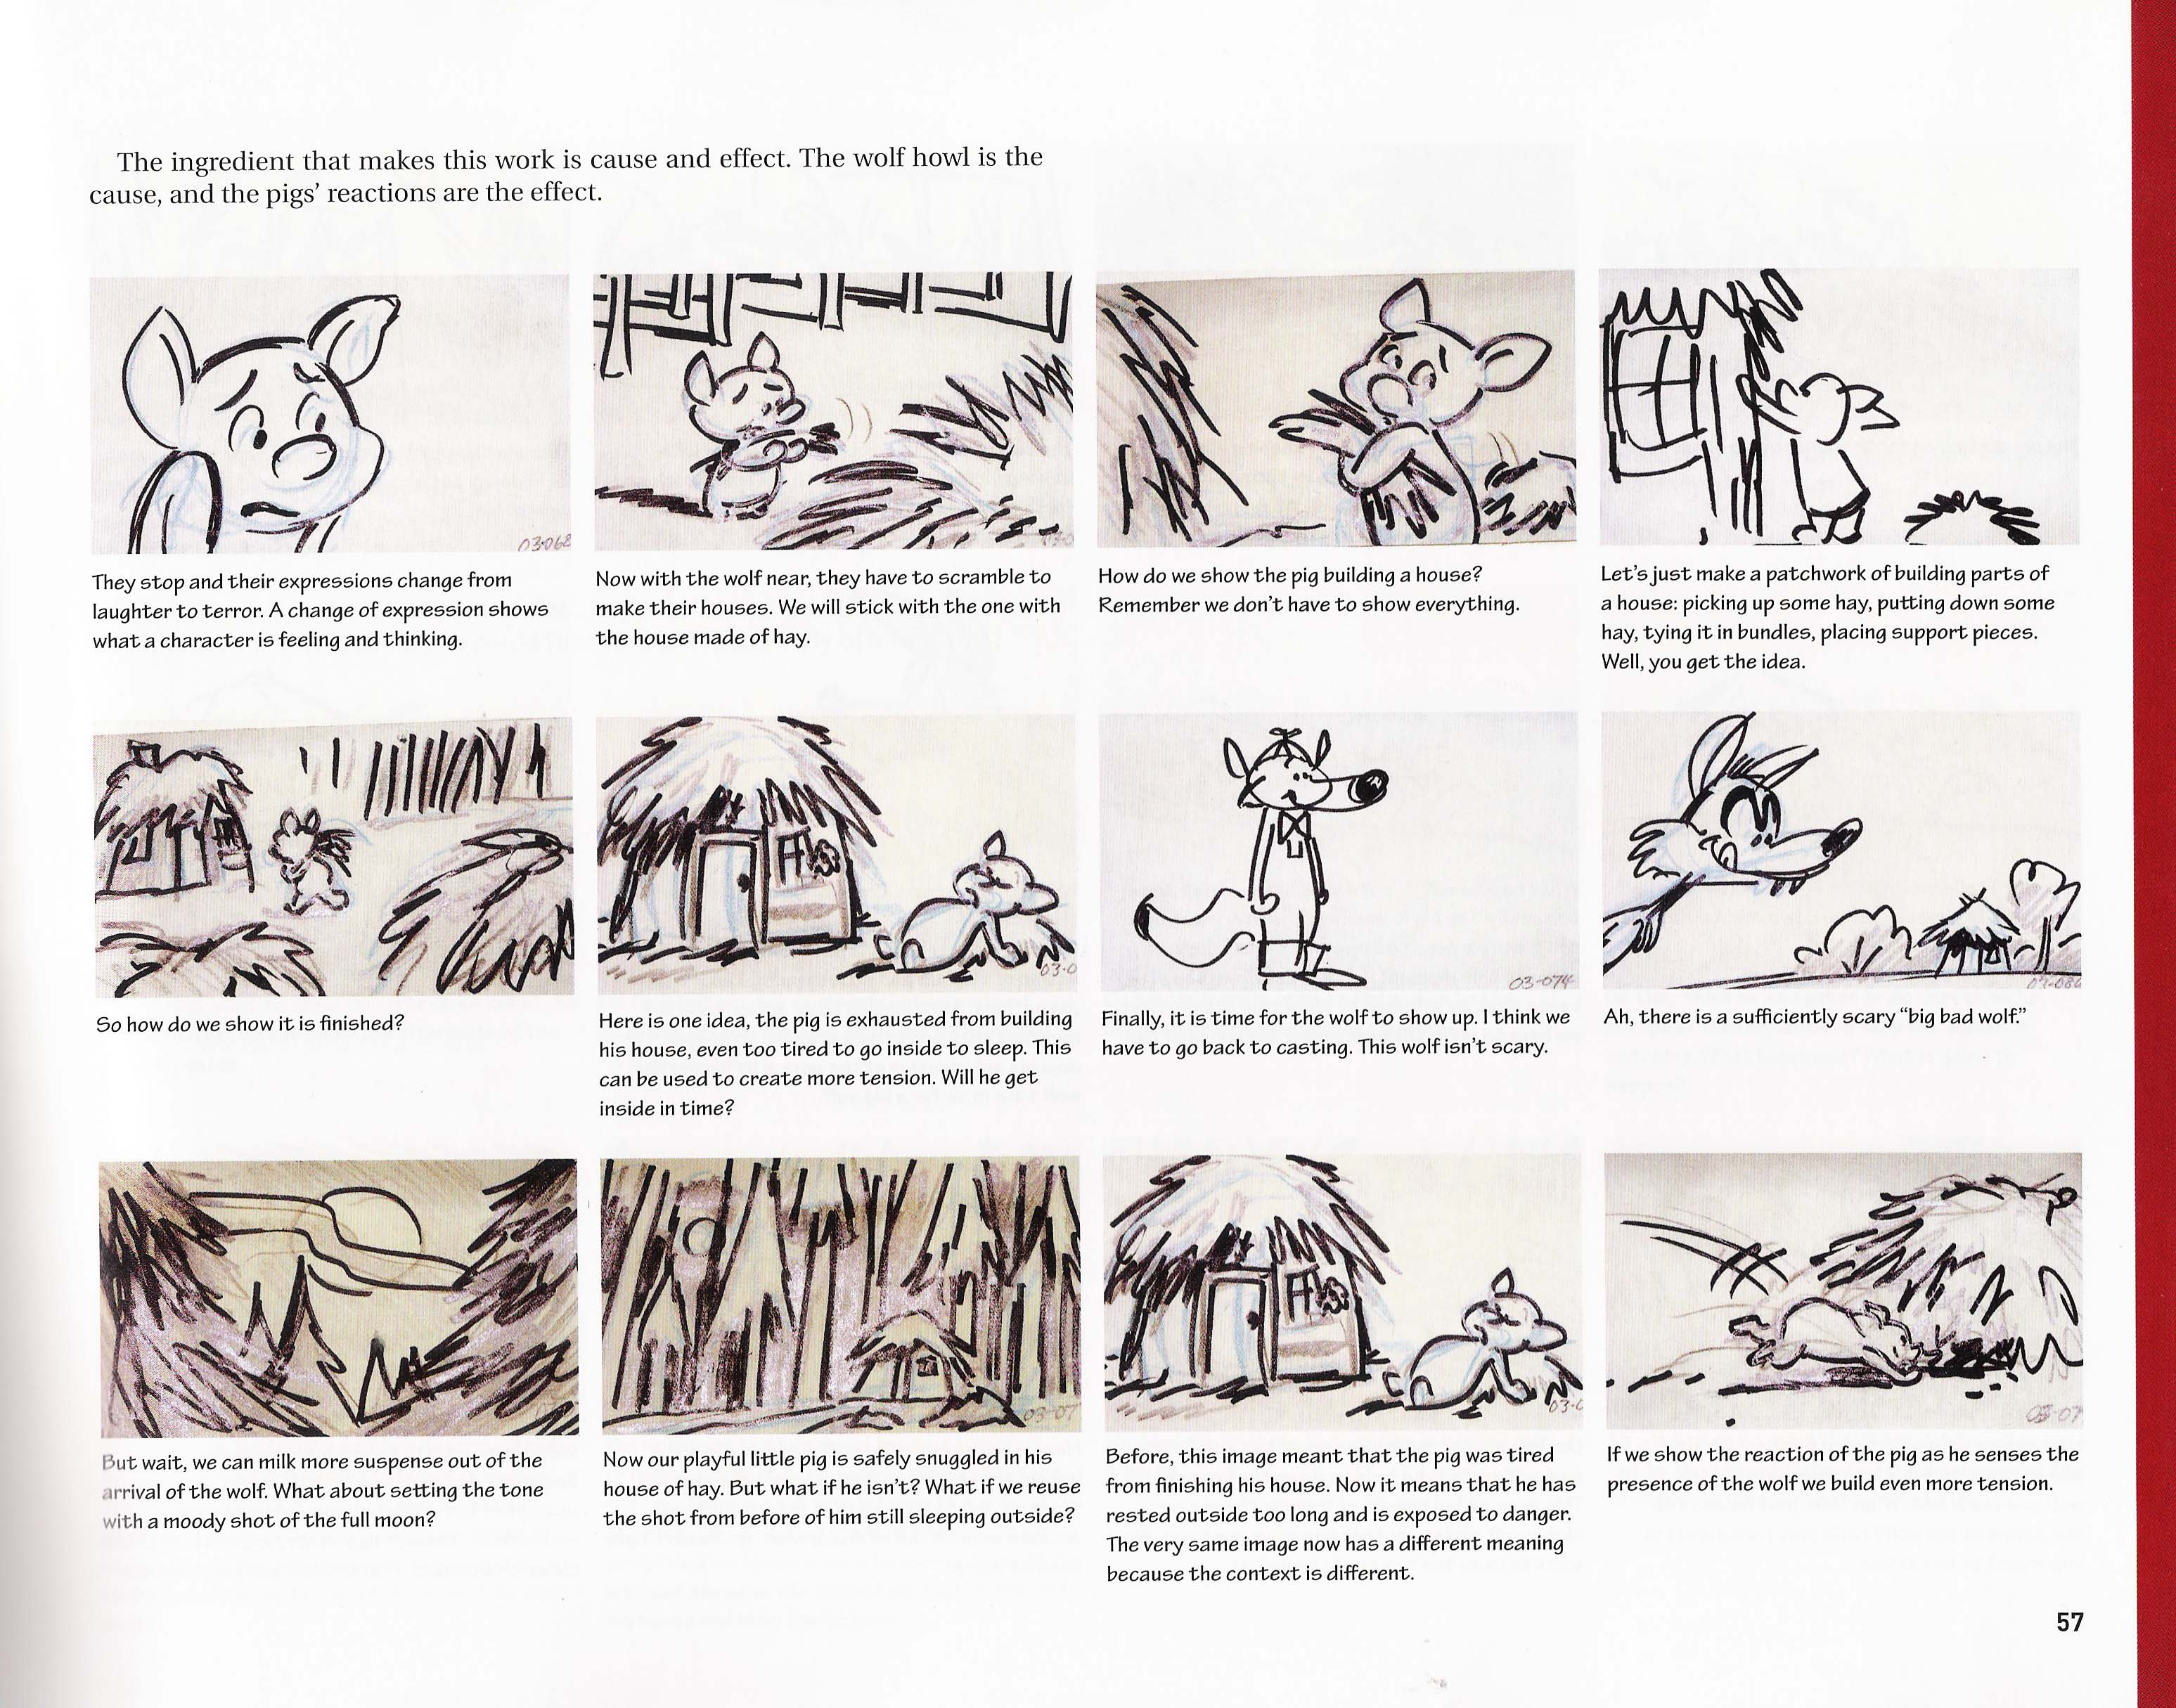 The ingredient that makes this work is cause and effect. The wolf howl is the
cause, and the pigs' reactions are the effect.
03-068
They stop and their expressions change from
laughter to terror. A change of expression shows
what a character is feeling and thinking.
Now with the wolf near, they have to scramble to
make their houses. We will stick with the one with
the house made of hay.
How do we show the pig building a house?
Remember we don't have to show everything.
Let's just make a patchwork of building parts of
a house: picking up some hay, putting down some
hay, tying it in bundles, placing support pieces.
Well, you get the idea.
So how do we show it is finished?
03-0
Here is one idea, the pig is exhausted from building
his house, even too tired to go inside to sleep. This
can be used to create more tension. Will he get
inside in time?
03-074
Finally, it is time for the wolf to show up. I think we
have to go back to casting. This wolf isn't scary.
Ah, there is a sufficiently scary “big bad wolf.”
But wait, we can milk more suspense out of the
arrival of the wolf. What about setting the tone
with a moody shot of the full moon?
03-07
Now our playful little pig is safely snuggled in his
house of hay. But what if he isn't? What if we reuse
the shot from before of him still sleeping outside?
03-0
Before, this image meant that the pig was tired
from finishing his house. Now it means that he has
rested outside too long and is exposed to danger.
The very same image now has a different meaning
because the context is different.
03-07
If we show the reaction of the pig as he senses the
presence of the wolf we build even more tension.
57